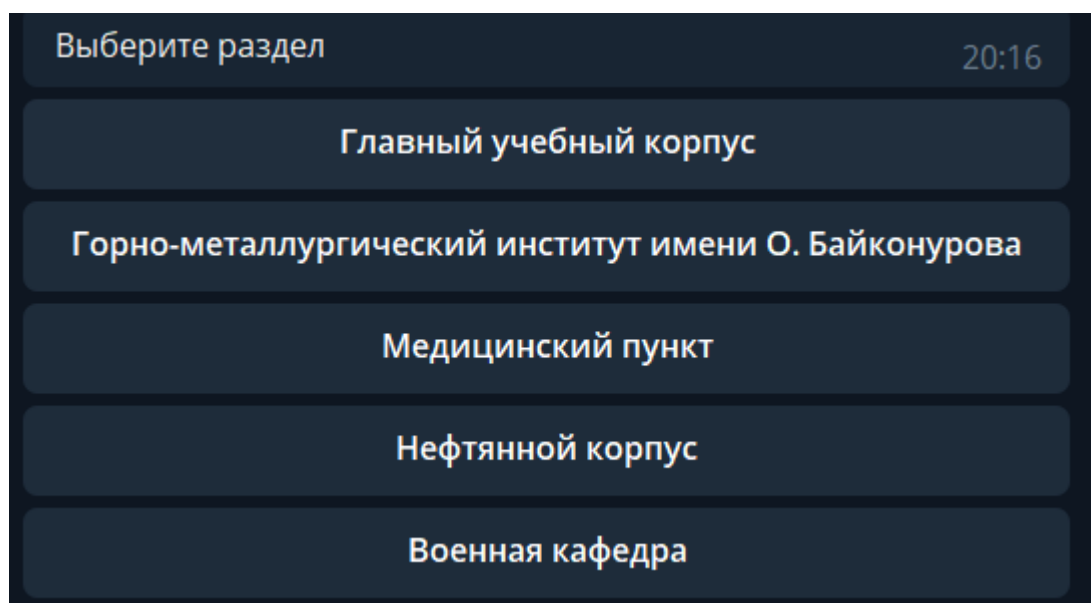 Выберите раздел
20:16
Главный учебный корпус
Горно-металлургический институт имени О. Байконурова
Медицинский пункт
Нефтянной корпус
Военная кафедра